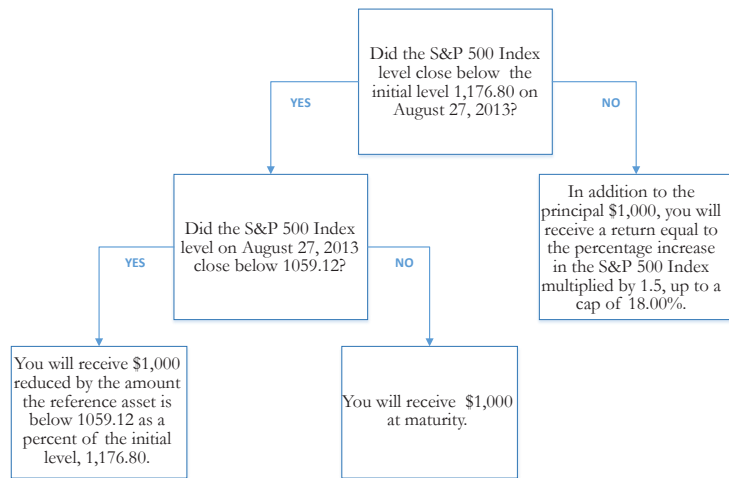 Did the S&P 500 Index
level close below the
initial level 1,176.80 on
August 27, 2013?
YES
NO
Did the S&P 500 Index
level on August 27, 2013
close below 1059.12?
In addition to the
principal $1,000, you will
receive a return equal to
the percentage increase
in the S&P 500 Index
multiplied by 1.5, up to a
cap of 18.00%.
YES
NO
You will receive $1,000
reduced by the amount
the reference asset is
below 1059.12 as a
percent of the initial
level, 1,176.80.
You will receive $1,000
at maturity.